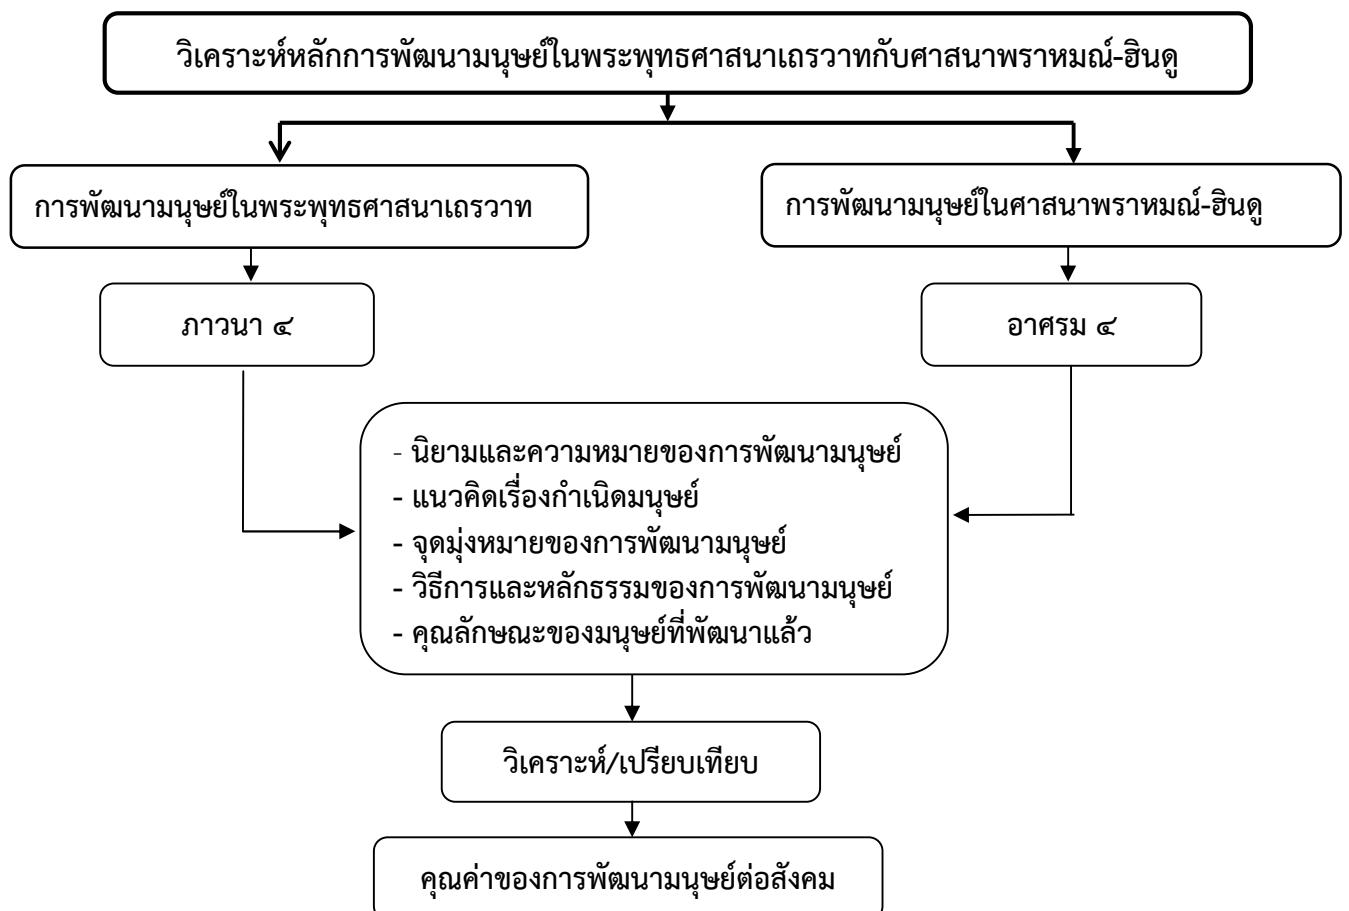 วิเคราะห์หลักการพัฒนามนุษย์ในพระพุทธศาสนาเถรวาทกับศาสนาพราหมณ์-ฮินดู
การพัฒนามนุษย์ในพระพุทธศาสนาเถรวาท
การพัฒนามนุษย์ในศาสนาพราหมณ์-ฮินดู
ภาวนา ๔
อาศรม ๔
- นิยามและความหมายของการพัฒนามนุษย์
- แนวคิดเรื่องกำเนิดมนุษย์
- จุดมุ่งหมายของการพัฒนามนุษย์
- วิธีการและหลักธรรมของการพัฒนามนุษย์
- คุณลักษณะของมนุษย์ที่พัฒนาแล้ว
วิเคราะห์/เปรียบเทียบ
คุณค่าของการพัฒนามนุษย์ต่อสังคม